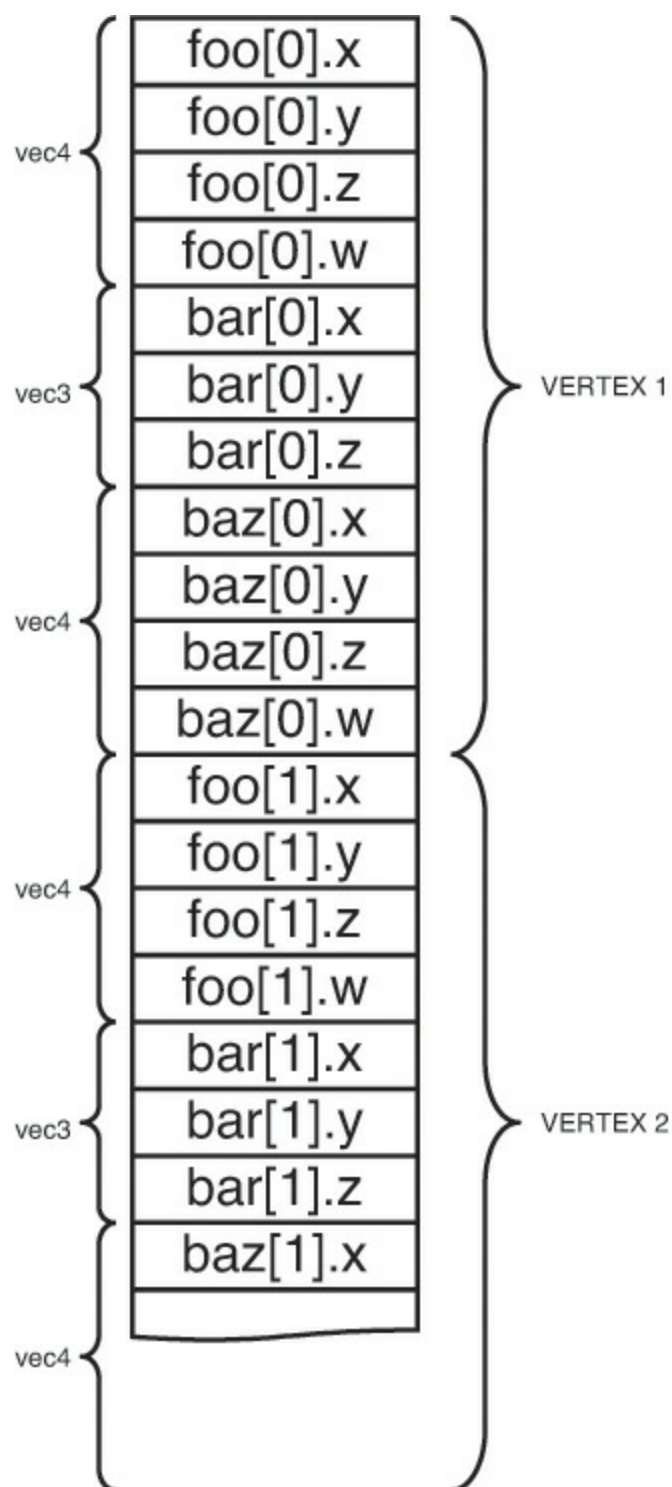 foo[0].x
foo[0].y
vec4
foo[0].z
foo[0].w
bar[0].x
vec3
bar[0].y
VERTEX 1
bar[0].z
baz[0].x
baz[0].y
vec4
baz[0].z
baz[0].w
foo[1].x
foo[1].y
vec4
foo[1].z
foo[1].w
bar[1].x
vec3
bar[1].y
VERTEX 2
bar[1].z
baz[1].x
vec4